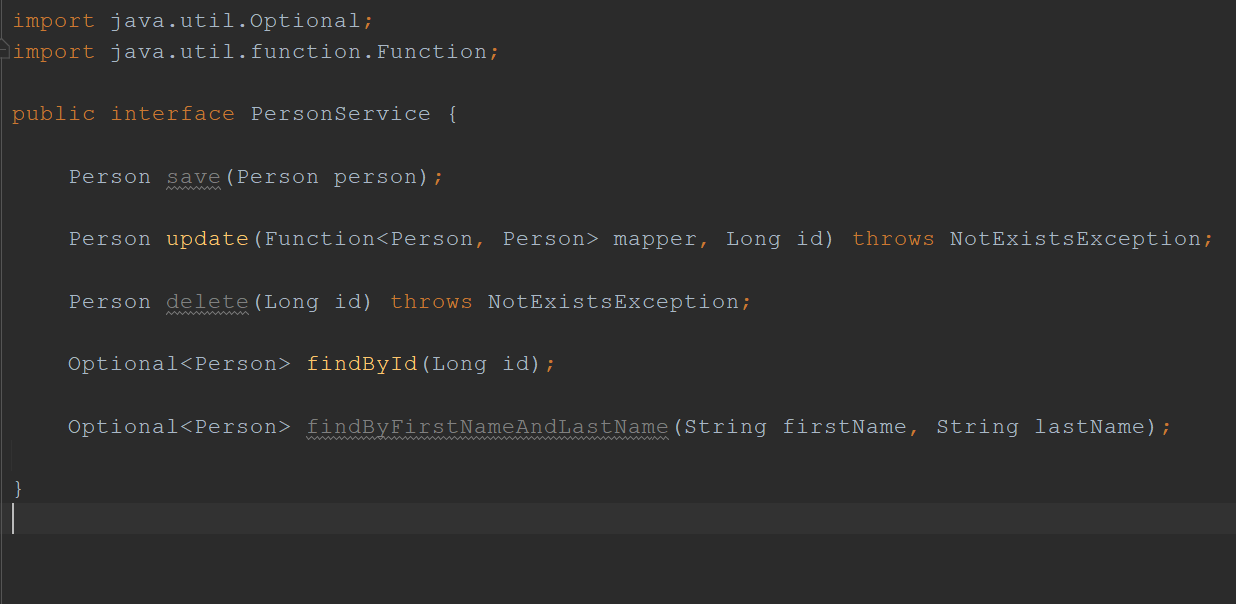 import java.util.Optional;
import java.util.function.Function;
public interface PersonService {
Person save(Person person);
Person update(Function<Person, Person> mapper, Long id) throws NotExistsException;
Person delete(Long id) throws NotExistsException;
Optional<Person> findById(Long id);
Optional<Person> findByFirstNameAndLastName(String firstName, String lastName);
}